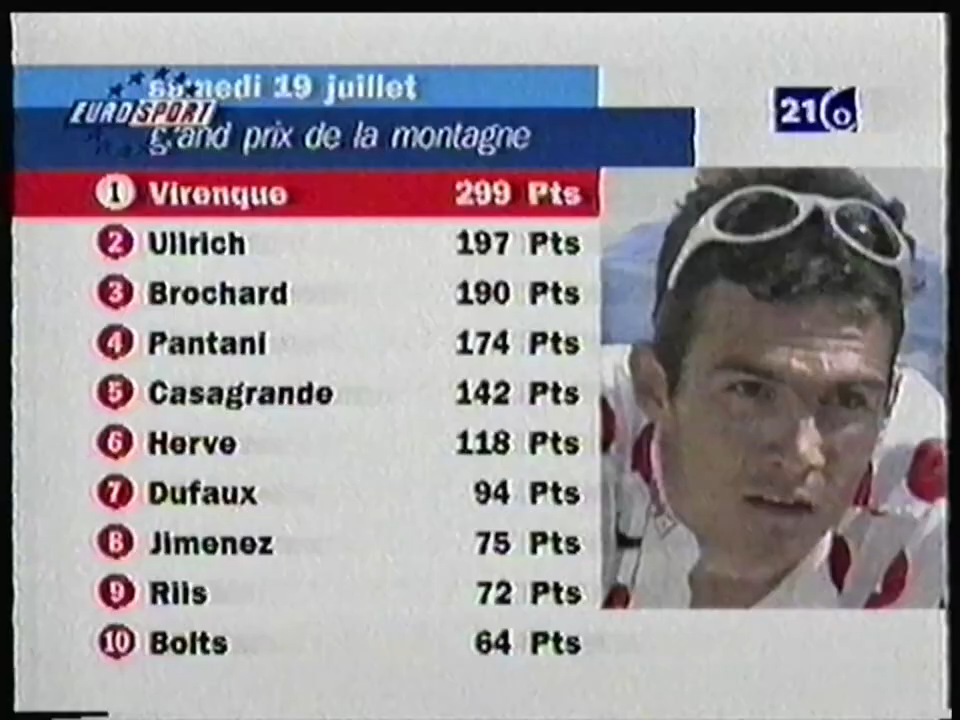 samedi 19 juillet
EUROSPORT
grand prix de la montagne
21
1 Virenque 299 Pts
2 Ullrich 197 Pts
3 Brochard 190 Pts
4 Pantani 174 Pts
5 Casagrande 142 Pts
6 Herve 118 Pts
7 Dufaux 94 Pts
8 Jimenez 75 Pts
9 Riis 72 Pts
10 Bolts 64 Pts